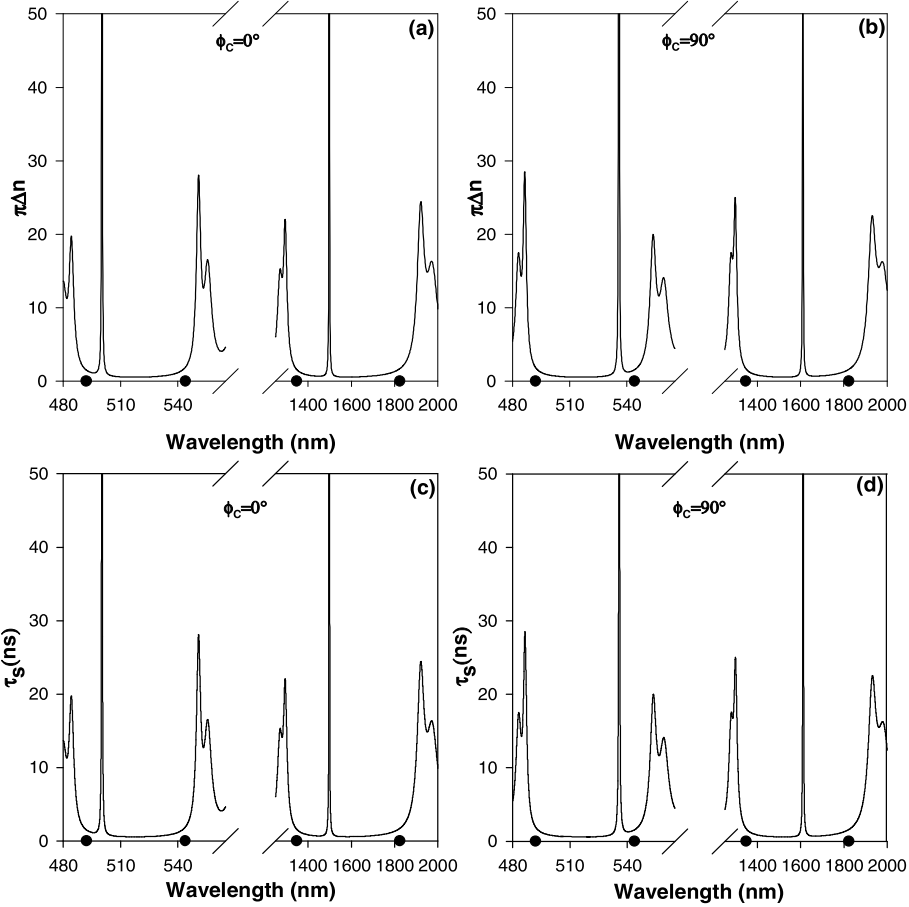 50 (a) 50 (b)
ϕC=0° ϕC=90°
40 40
30 30
πΔn πΔn
20 20
10 10
0 0
480 510 540 1400 1600 1800 2000 480 510 540 1400 1600 1800 2000
Wavelength (nm) Wavelength (nm)
50 (c) 50 (d)
ϕC=0° ϕC=90°
40 40
30 30
τS(ns) τS(ns)
20 20
10 10
0 0
480 510 540 1400 1600 1800 2000 480 510 540 1400 1600 1800 2000
Wavelength (nm) Wavelength (nm)